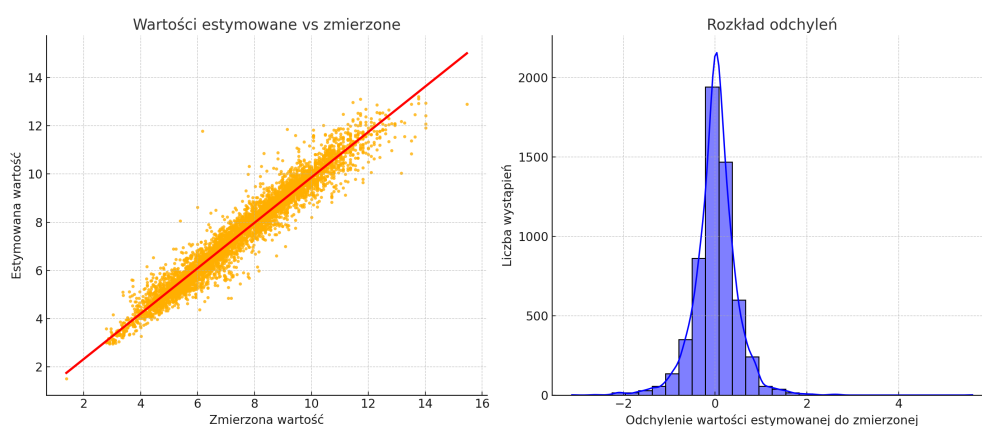 Wartości estymowane vs zmierzone
Estymowana wartość
14
12
10
8
6
4
2
2 4 6 8 10 12 14 16
Zmierzona wartość
Rozkład odchyleń
Liczba wystąpień
2000
1500
1000
500
0
−2 0 2 4
Odchylenie wartości estymowanej do zmierzonej